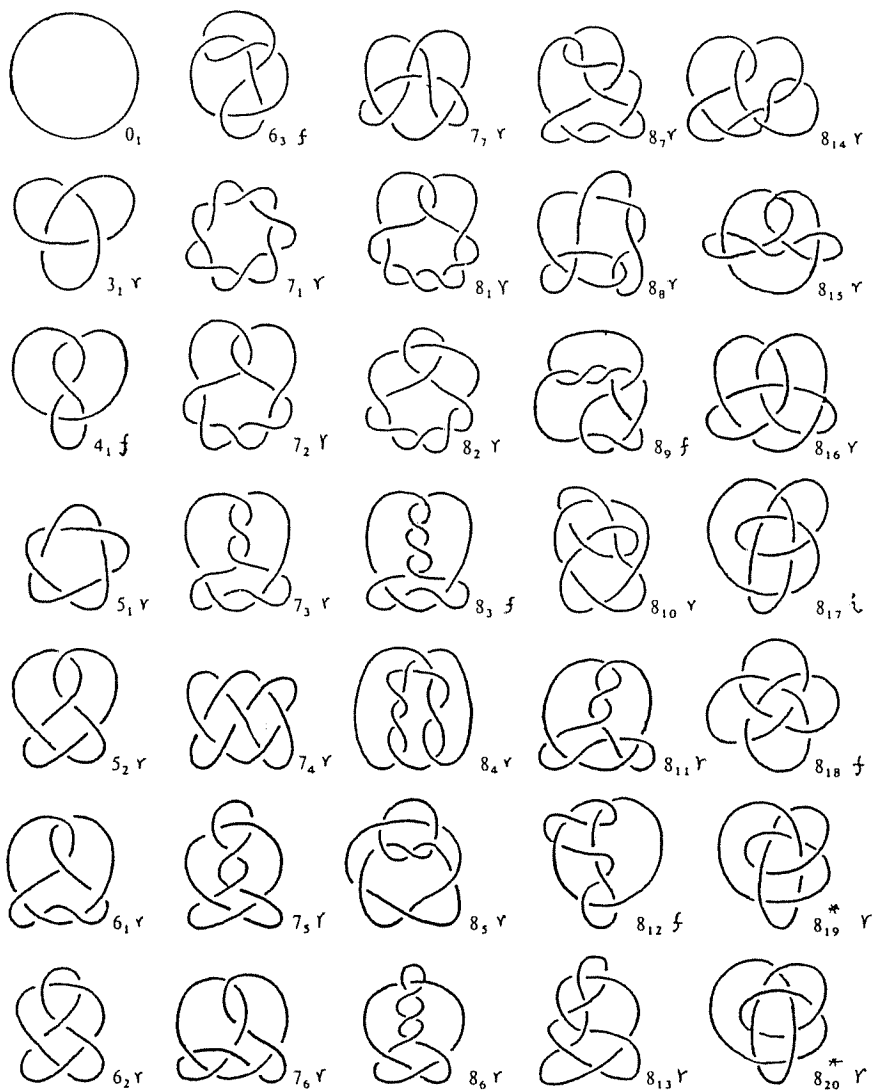 0₁ 6₃ f 7₇ r 8₇ r 8₁₄ r
3₁ r 7₁ r 8₁ r 8₈ r 8₁₅ r
4₁ f 7₂ r 8₂ r 8₉ f 8₁₆ r
5₁ r 7₃ r 8₃ f 8₁₀ r 8₁₇ i
5₂ r 7₄ r 8₄ r 8₁₁ r 8₁₈ f
6₁ r 7₅ r 8₅ r 8₁₂ f 8₁₉* r
6₂ r 7₆ r 8₆ r 8₁₃ r 8₂₀* r